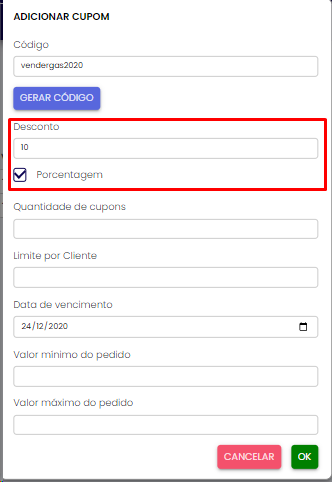 ADICIONAR CUPOM
Código
vendergas2020
GERAR CÓDIGO
Desconto
10
Porcentagem
Quantidade de cupons
Limite por Cliente
Data de vencimento
24/12/2020
Valor mínimo do pedido
Valor máximo do pedido
CANCELAR OK